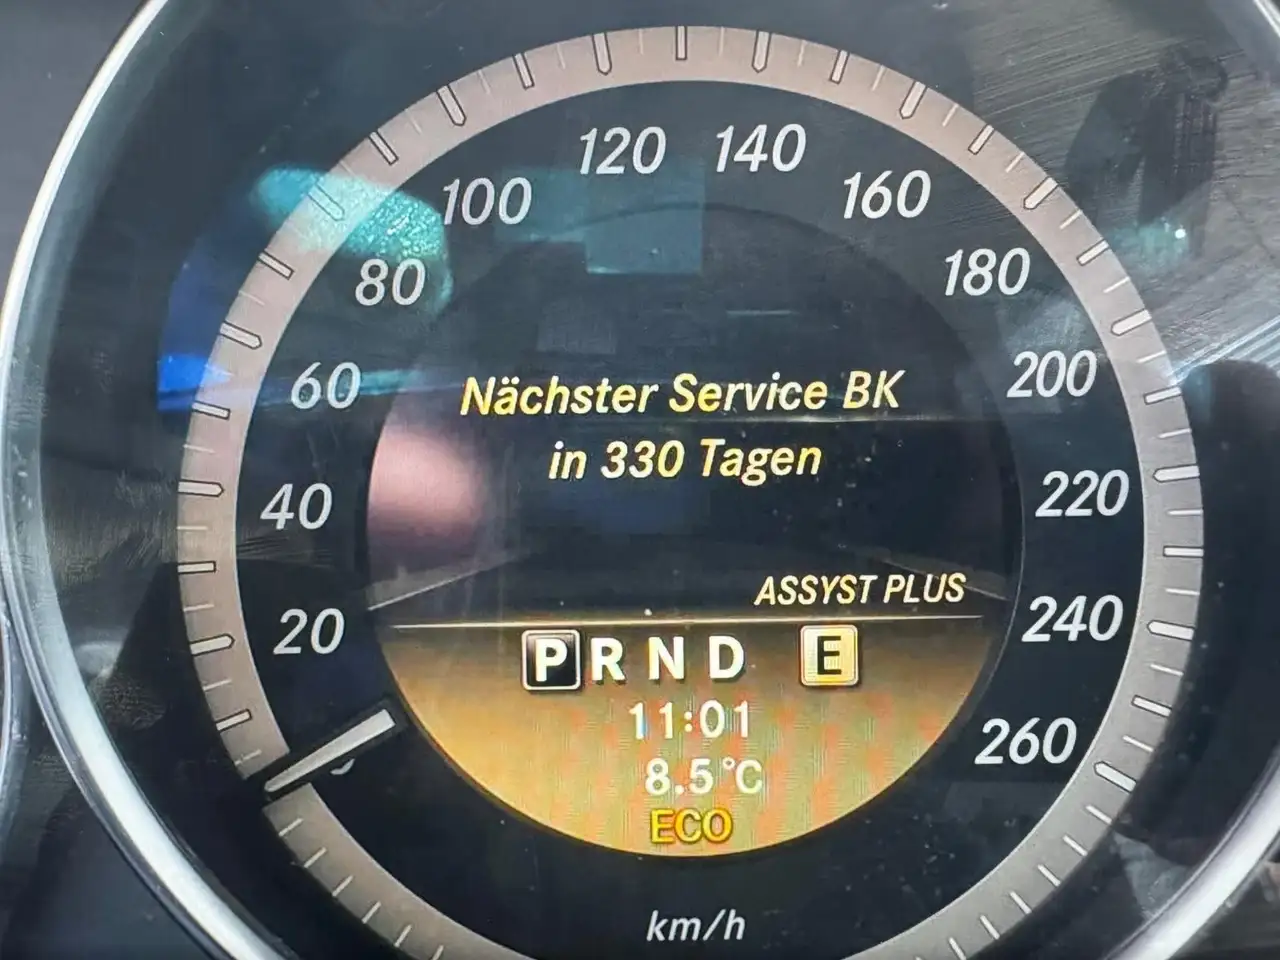 120 140
100 160
80 180
60 200
40 220
20 240
260
Nächster Service BK
in 330 Tagen
ASSYST PLUS
P R N D E
11:01
8.5°C
ECO
km/h